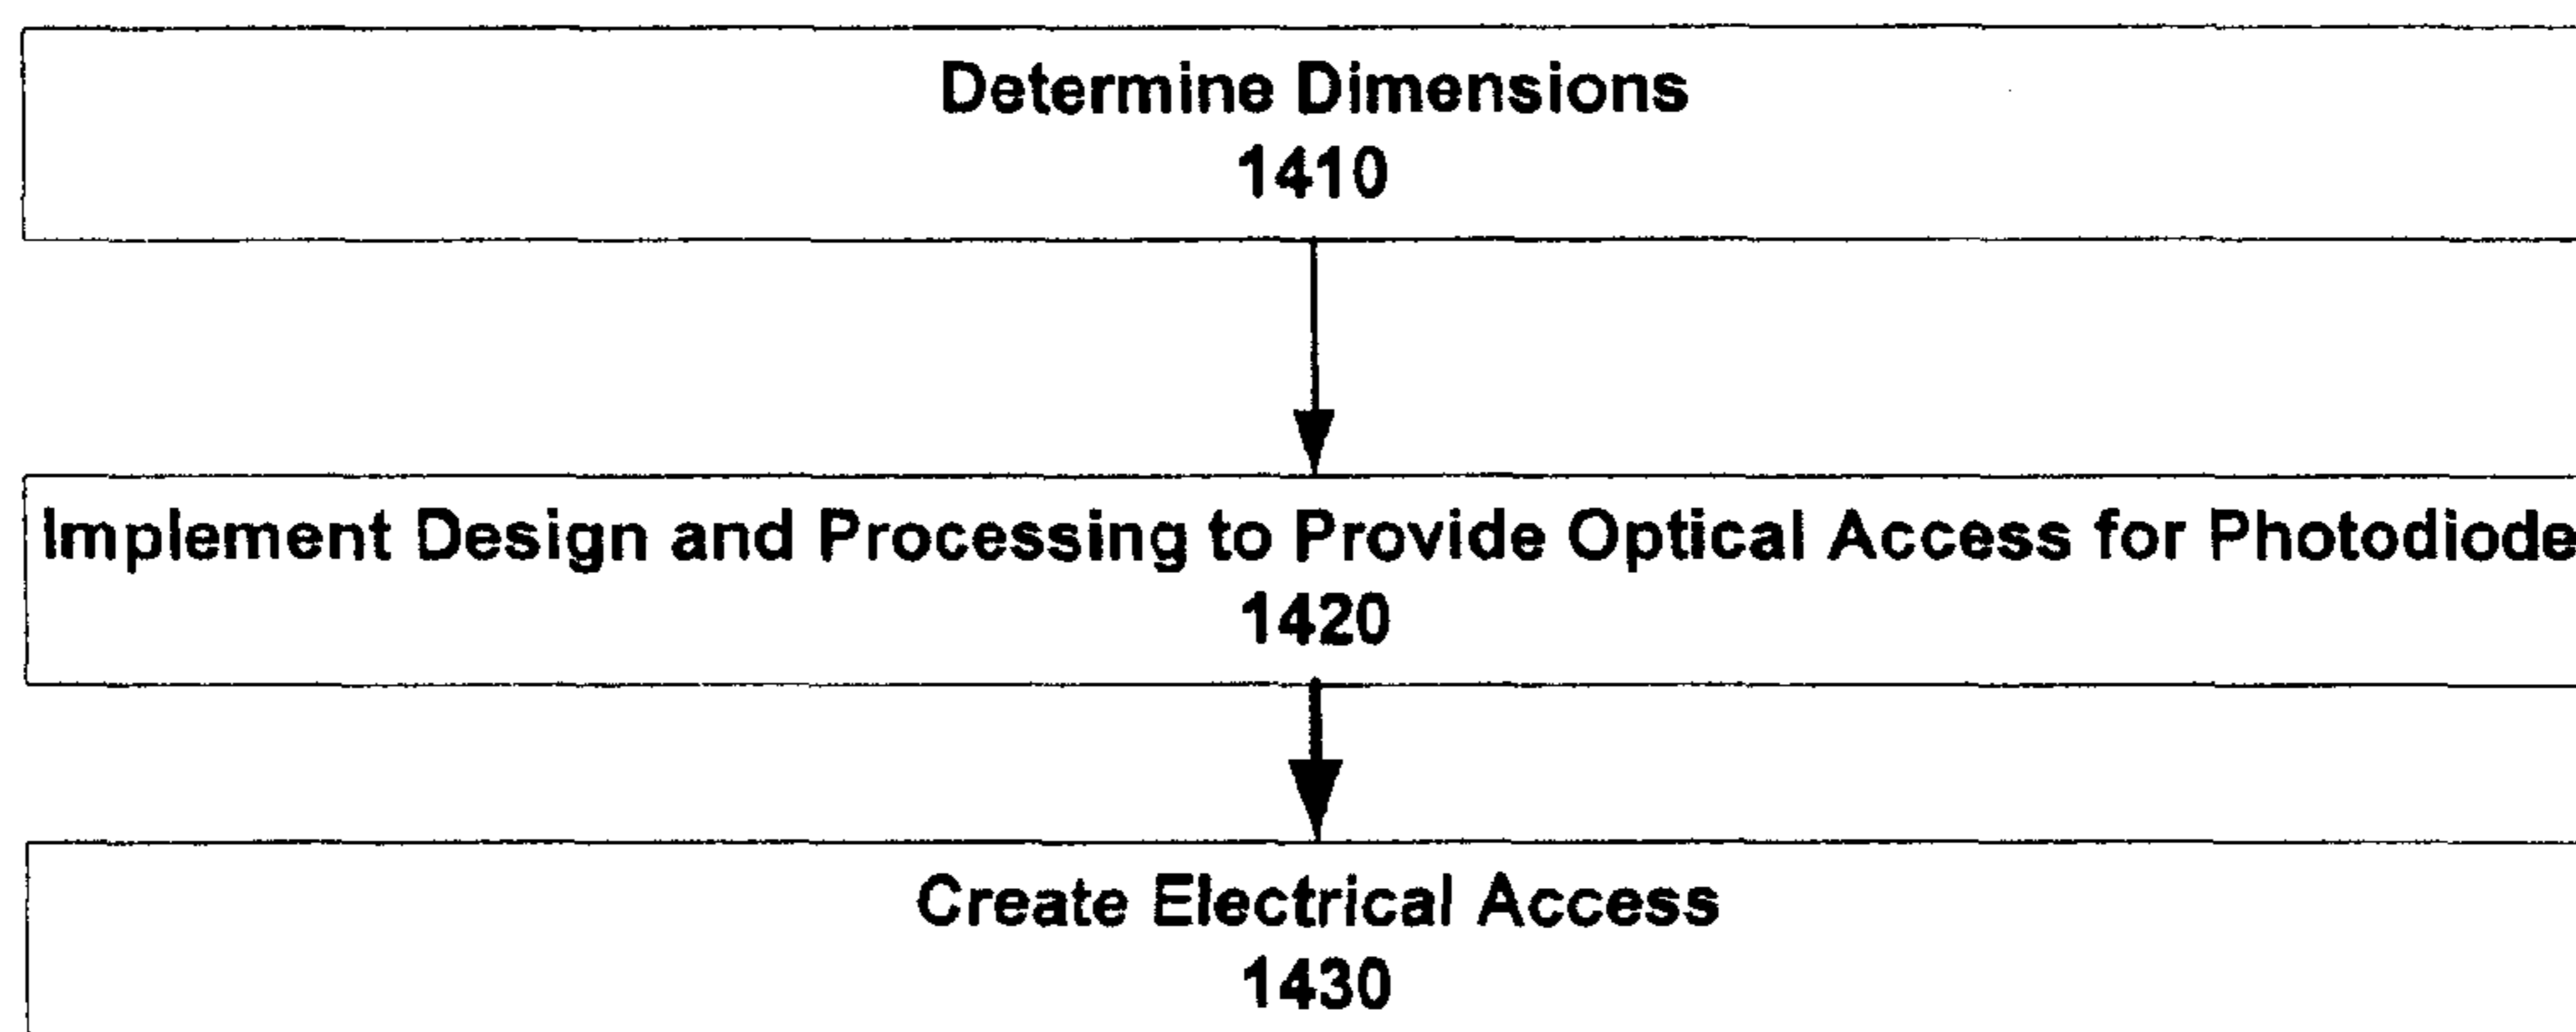 Determine Dimensions
1410
Implement Design and Processing to Provide Optical Access for Photodiode
1420
Create Electrical Access
1430